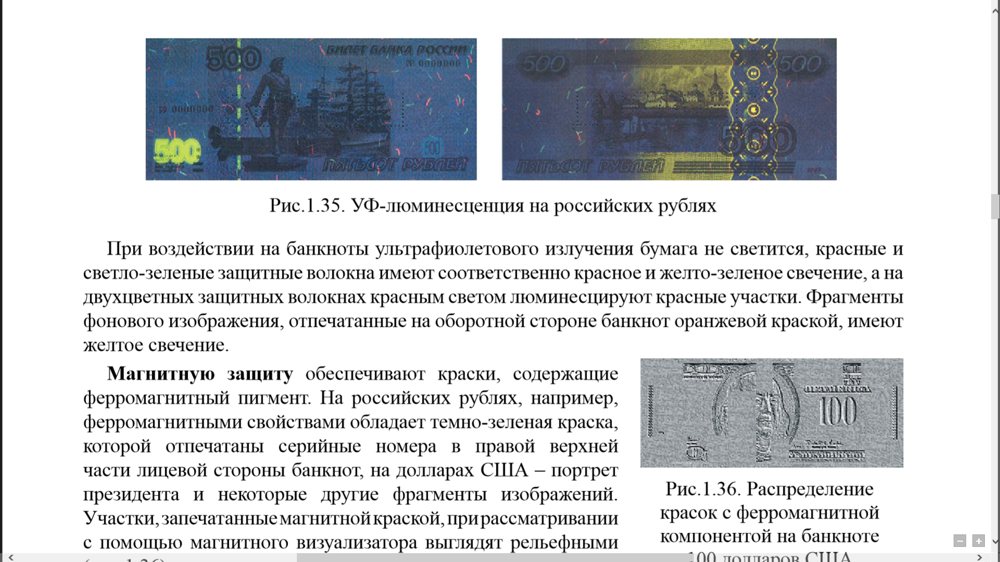 500
БИЛЕТ БАНКА РОССИИ
РР 0000000
РР 0000000
500
500
ПЯТЬСОТ РУБЛЕЙ
500
500
500
ПЯТЬСОТ РУБЛЕЙ
1997
Рис.1.35. УФ-люминесценция на российских рублях
При воздействии на банкноты ультрафиолетового излучения бумага не светится, красные и
светло-зеленые защитные волокна имеют соответственно красное и желто-зеленое свечение, а на
двухцветных защитных волокнах красным светом люминесцируют красные участки. Фрагменты
фонового изображения, отпечатанные на оборотной стороне банкнот оранжевой краской, имеют
желтое свечение.
Магнитную защиту обеспечивают краски, содержащие
ферромагнитный пигмент. На российских рублях, например,
ферромагнитными свойствами обладает темно-зеленая краска,
которой отпечатаны серийные номера в правой верхней
части лицевой стороны банкнот, на долларах США – портрет
президента и некоторые другие фрагменты изображений.
Участки, запечатанные магнитной краской, при рассматривании
с помощью магнитного визуализатора выглядят рельефными
100
Рис.1.36. Распределение
красок с ферромагнитной
компонентой на банкноте
100 долларов США